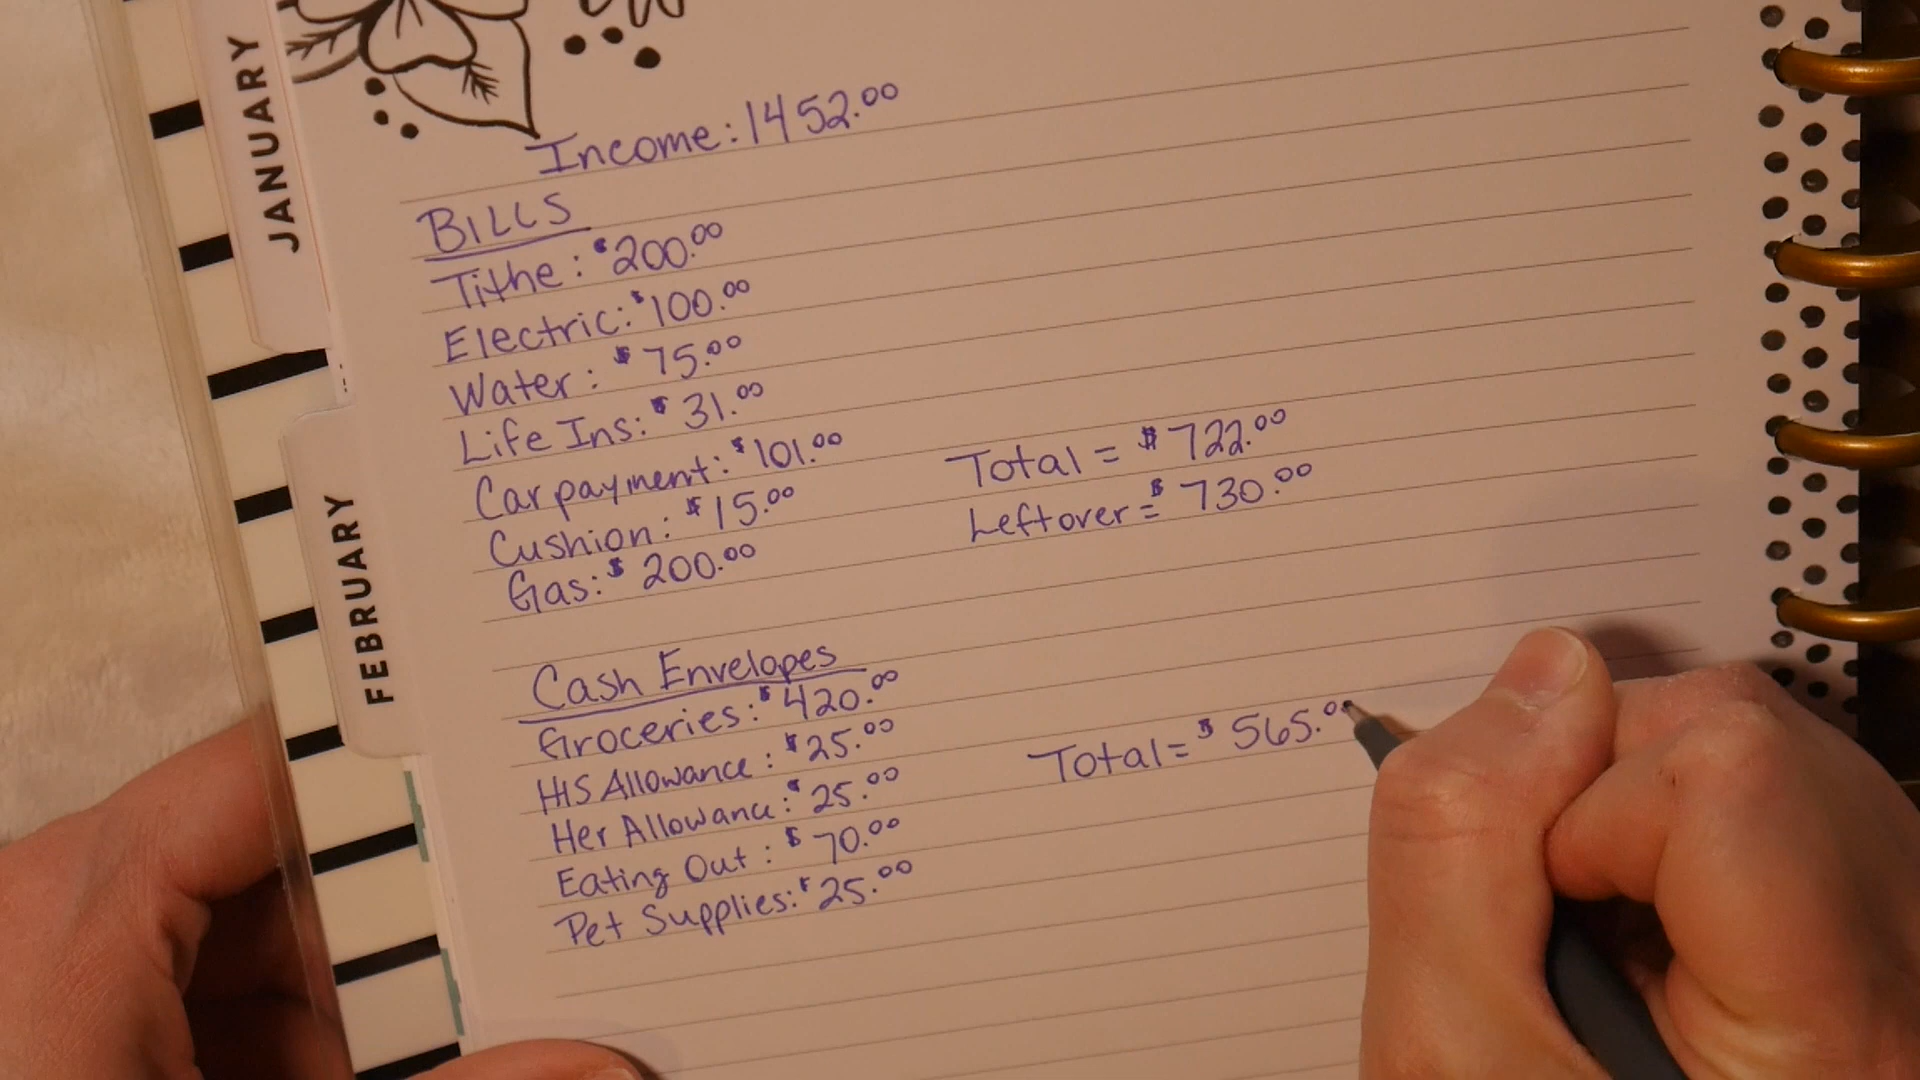 JANUARY
FEBRUARY
Income: 1452.00
BILLS
Tithe: $200.00
Electric: $100.00
Water: $75.00
Life Ins: $31.00
Car payment: $101.00
Cushion: $15.00
Gas: $200.00
Total = $722.00
Leftover = $730.00
Cash Envelopes
Groceries: $420.00
HIS Allowance: $25.00
Her Allowance: $25.00
Eating Out: $70.00
Pet Supplies: $25.00
Total = $565.00